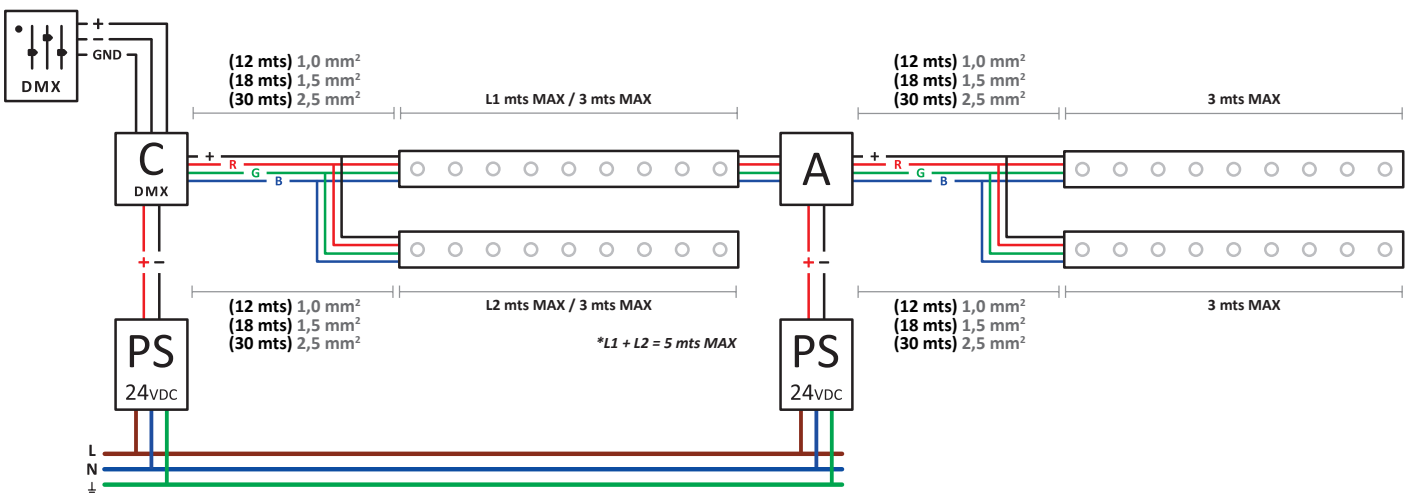 +
−
GND
DMX
(12 mts) 1,0 mm²
(18 mts) 1,5 mm²
(30 mts) 2,5 mm²
L1 mts MAX / 3 mts MAX
(12 mts) 1,0 mm²
(18 mts) 1,5 mm²
(30 mts) 2,5 mm²
3 mts MAX
C
DMX
+
R
G
B
A
+
R
G
B
+ −
+ −
(12 mts) 1,0 mm²
(18 mts) 1,5 mm²
(30 mts) 2,5 mm²
L2 mts MAX / 3 mts MAX
*L1 + L2 = 5 mts MAX
(12 mts) 1,0 mm²
(18 mts) 1,5 mm²
(30 mts) 2,5 mm²
3 mts MAX
PS
24VDC
PS
24VDC
L
N